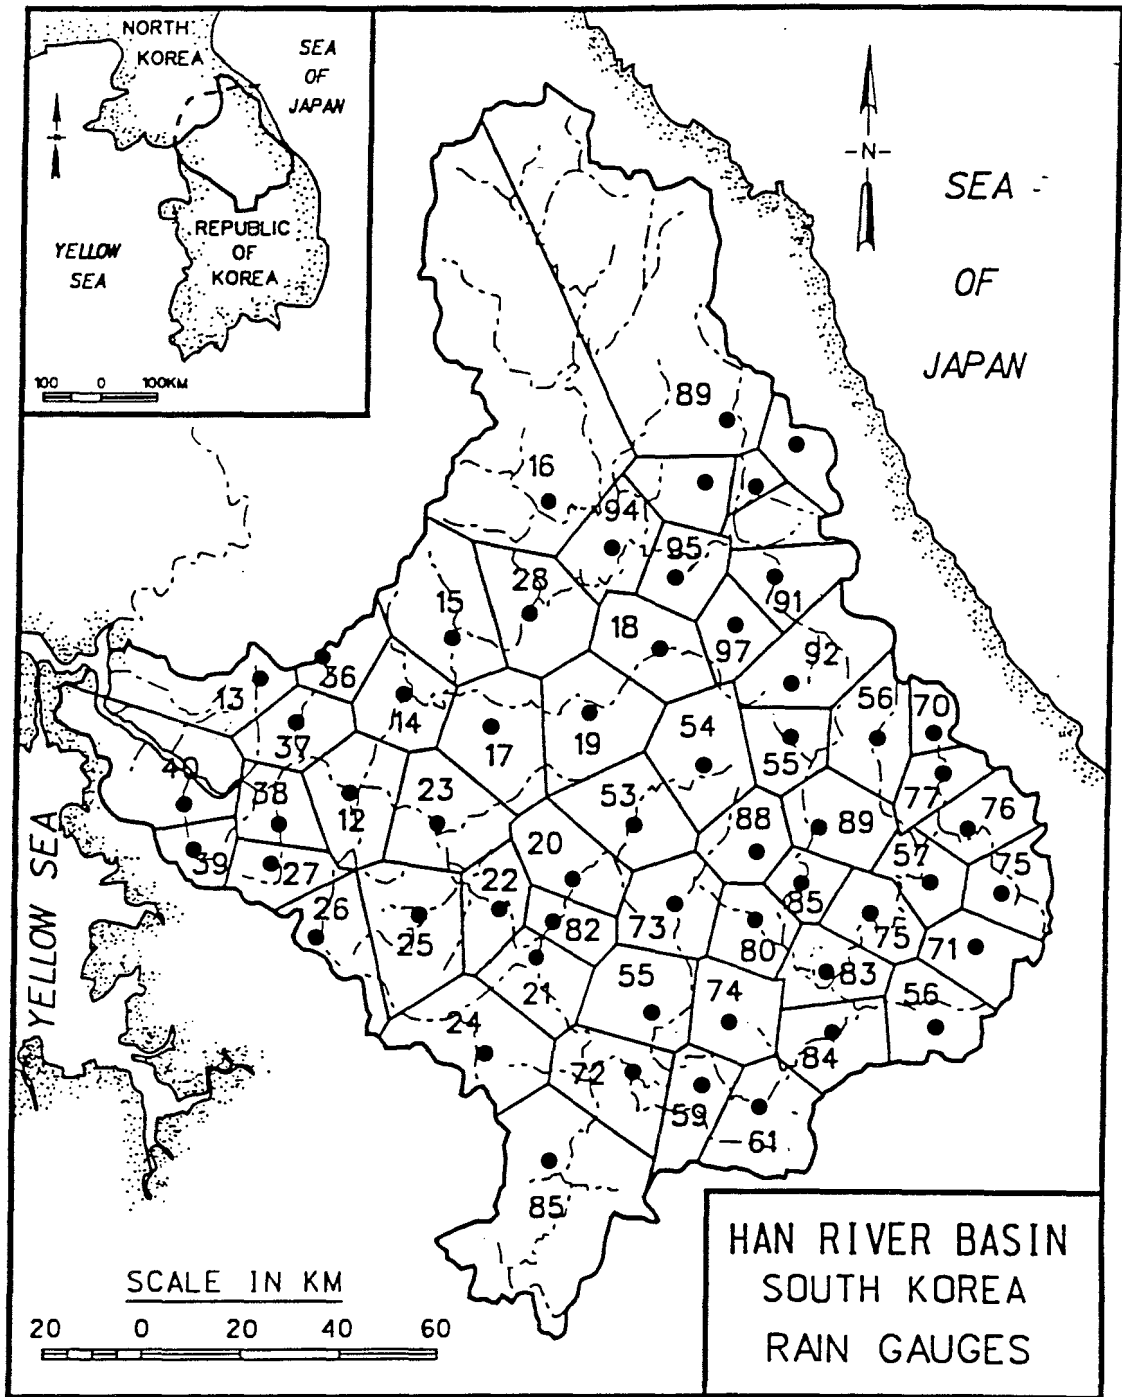 NORTH
KOREA
SEA
OF
JAPAN
REPUBLIC
OF
KOREA
YELLOW
SEA
100 0 100KM
-N-
SEA
OF
JAPAN
89
16
94
95
28
15
91
18
97
92
36
13
14
37
17
19
54
56
70
55
40
38
12
23
53
77
76
88
89
20
57
39
27
22
75
26
25
82
73
80
85
75
71
83
21
55
74
56
24
84
72
59
61
85
YELLOW SEA
SCALE IN KM
20 0 20 40 60
HAN RIVER BASIN
SOUTH KOREA
RAIN GAUGES